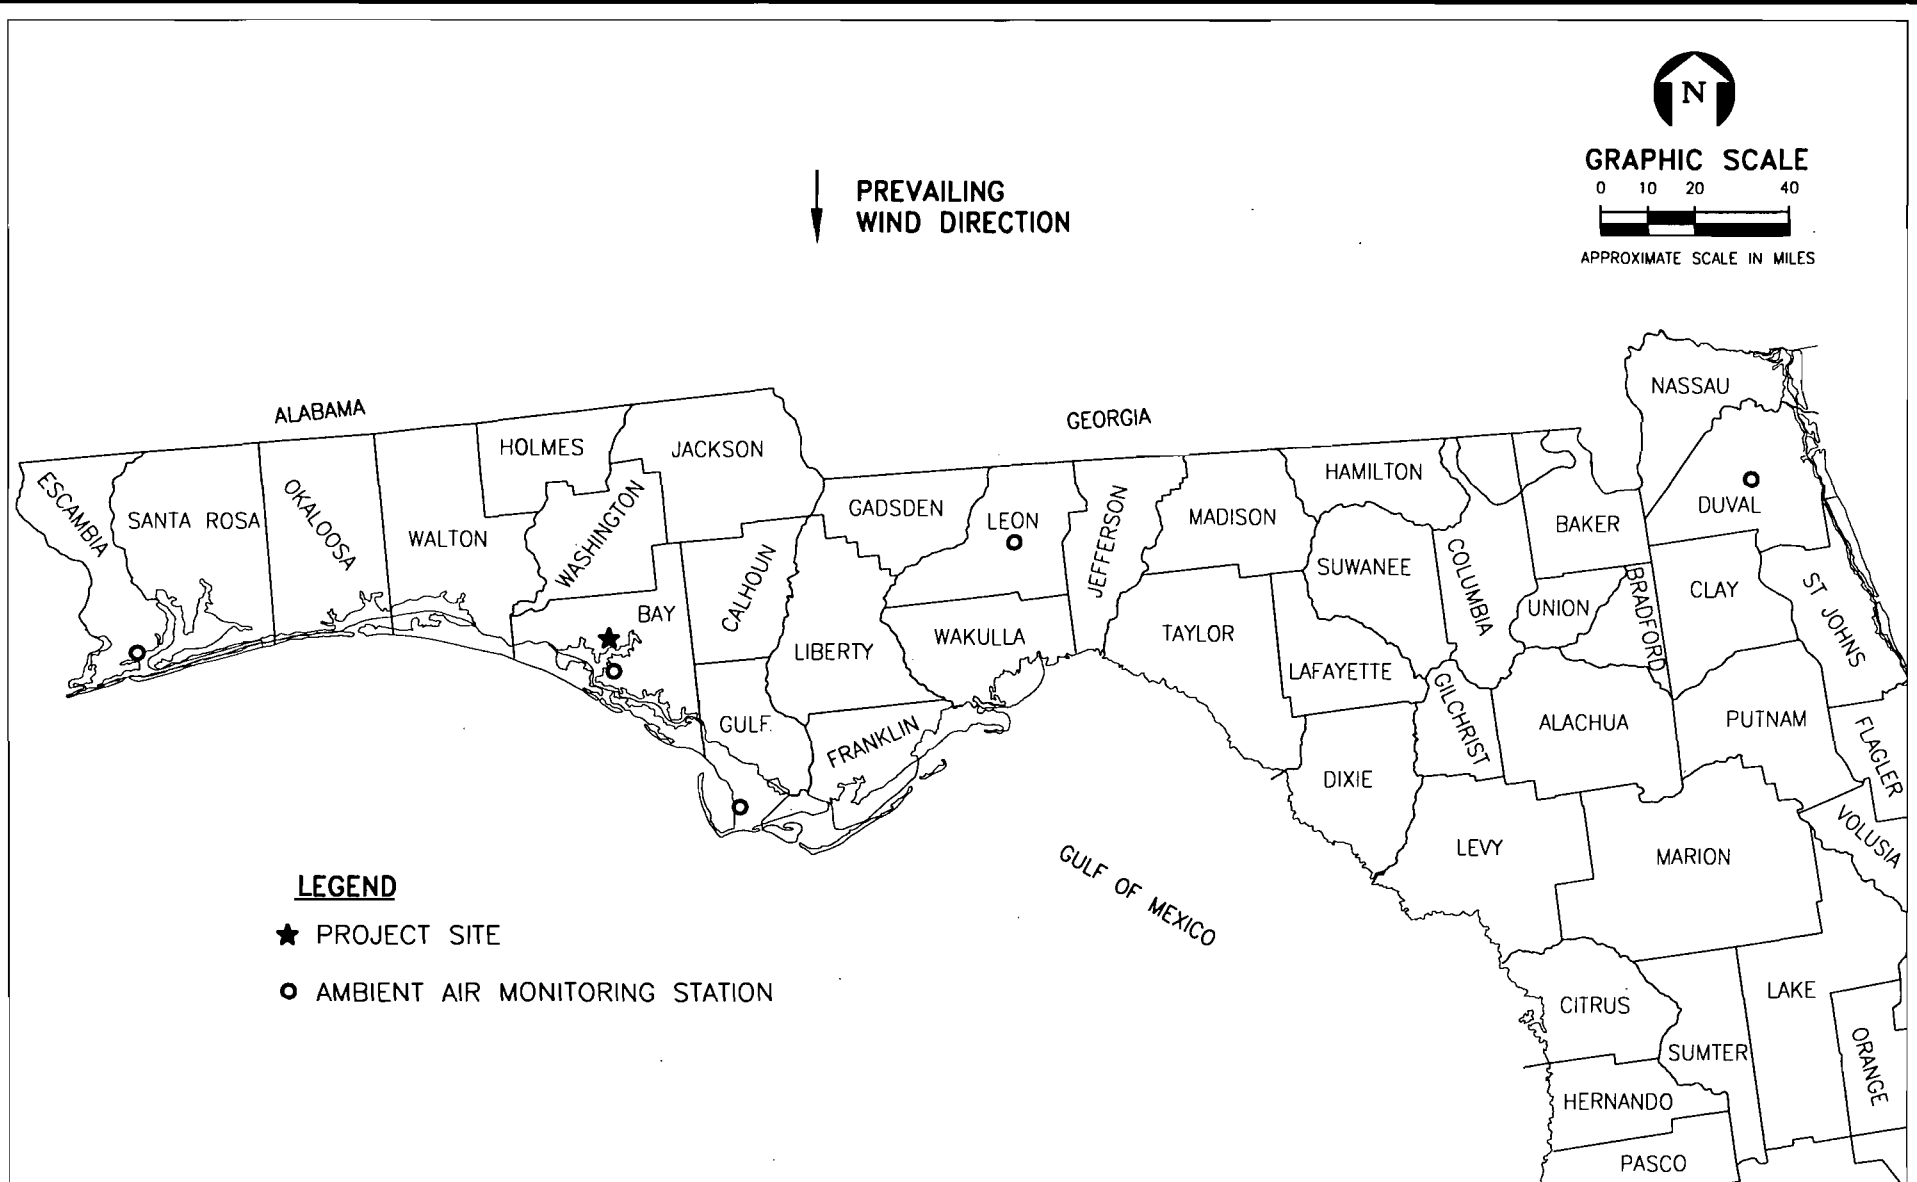 N
GRAPHIC SCALE
0 10 20 40
APPROXIMATE SCALE IN MILES
PREVAILING
WIND DIRECTION
ALABAMA
GEORGIA
NASSAU
HOLMES
JACKSON
HAMILTON
ESCAMBIA
SANTA ROSA
OKALOOSA
WALTON
WASHINGTON
GADSDEN
LEON
JEFFERSON
MADISON
BAKER
DUVAL
CALHOUN
BAY
SUWANEE
COLUMBIA
UNION
BRADFORD
CLAY
ST JOHNS
LIBERTY
WAKULLA
TAYLOR
LAFAYETTE
GILCHRIST
GULF
FRANKLIN
ALACHUA
PUTNAM
FLAGLER
DIXIE
LEVY
MARION
VOLUSIA
GULF OF MEXICO
LEGEND
PROJECT SITE
AMBIENT AIR MONITORING STATION
CITRUS
LAKE
SUMTER
ORANGE
HERNANDO
PASCO